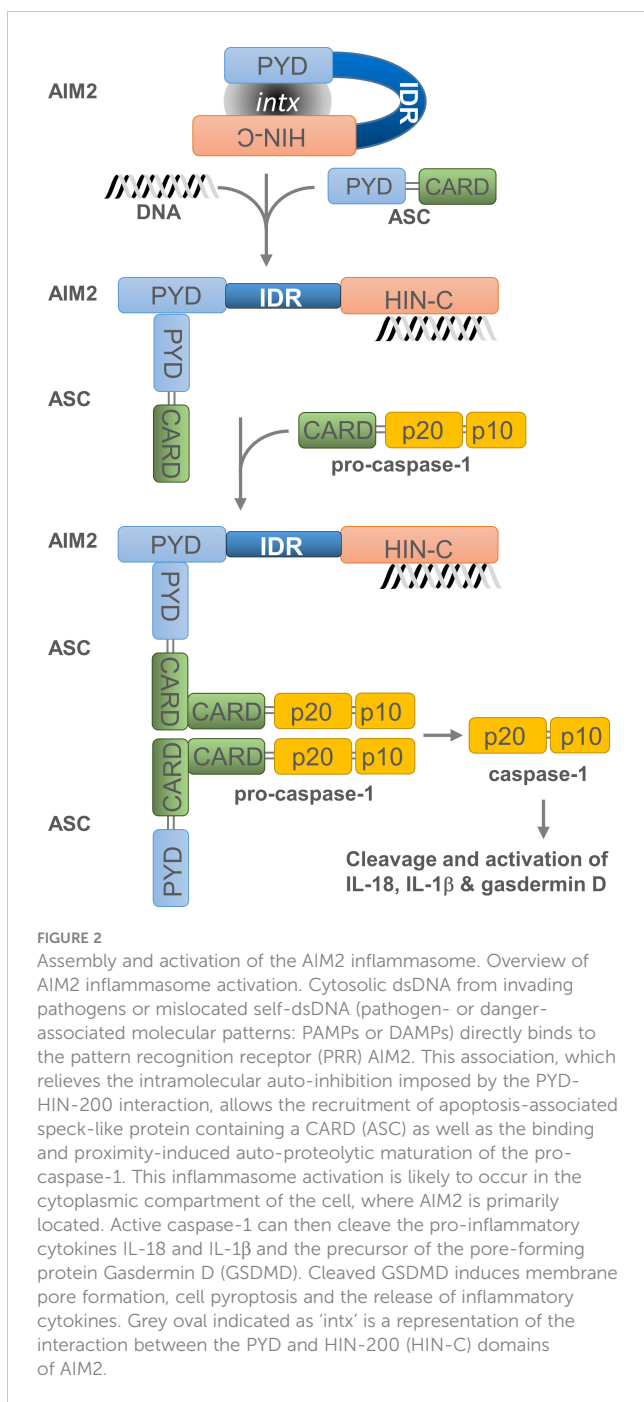 PYD
AIM2
IDR
intx
HIN-C
DNA
PYD CARD
ASC
AIM2 PYD IDR HIN-C
PYD
ASC
CARD
CARD p20 p10
pro-caspase-1
AIM2 PYD IDR HIN-C
PYD
ASC
CARD
CARD p20 p10
CARD
CARD p20 p10
p20 p10
pro-caspase-1
caspase-1
ASC
PYD
Cleavage and activation of
IL-18, IL-1β & gasdermin D
FIGURE 2
Assembly and activation of the AIM2 inflammasome. Overview of
AIM2 inflammasome activation. Cytosolic dsDNA from invading
pathogens or mislocated self-dsDNA (pathogen- or danger-
associated molecular patterns: PAMPs or DAMPs) directly binds to
the pattern recognition receptor (PRR) AIM2. This association, which
relieves the intramolecular auto-inhibition imposed by the PYD-
HIN-200 interaction, allows the recruitment of apoptosis-associated
speck-like protein containing a CARD (ASC) as well as the binding
and proximity-induced auto-proteolytic maturation of the pro-
caspase-1. This inflammasome activation is likely to occur in the
cytoplasmic compartment of the cell, where AIM2 is primarily
located. Active caspase-1 can then cleave the pro-inflammatory
cytokines IL-18 and IL-1β and the precursor of the pore-forming
protein Gasdermin D (GSDMD). Cleaved GSDMD induces membrane
pore formation, cell pyroptosis and the release of inflammatory
cytokines. Grey oval indicated as ‘intx’ is a representation of the
interaction between the PYD and HIN-200 (HIN-C) domains
of AIM2.